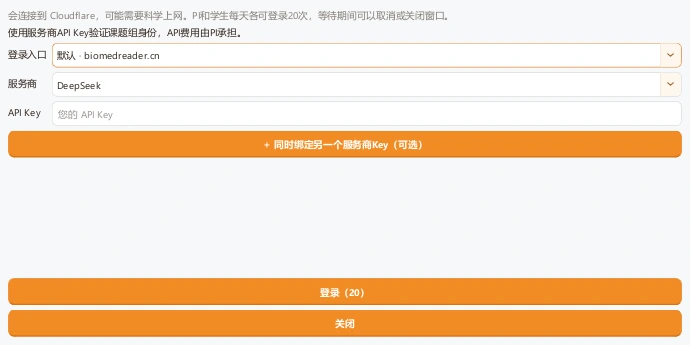 会连接到 Cloudflare，可能需要科学上网。PI和学生每天各可登录20次，等待期间可以取消或关闭窗口。
使用服务商API Key验证课题组身份，API费用由PI承担。
登录入口 默认 · biomedreader.cn
服务商 DeepSeek
API Key 您的 API Key
+ 同时绑定另一个服务商Key（可选）
登录（20）
关闭